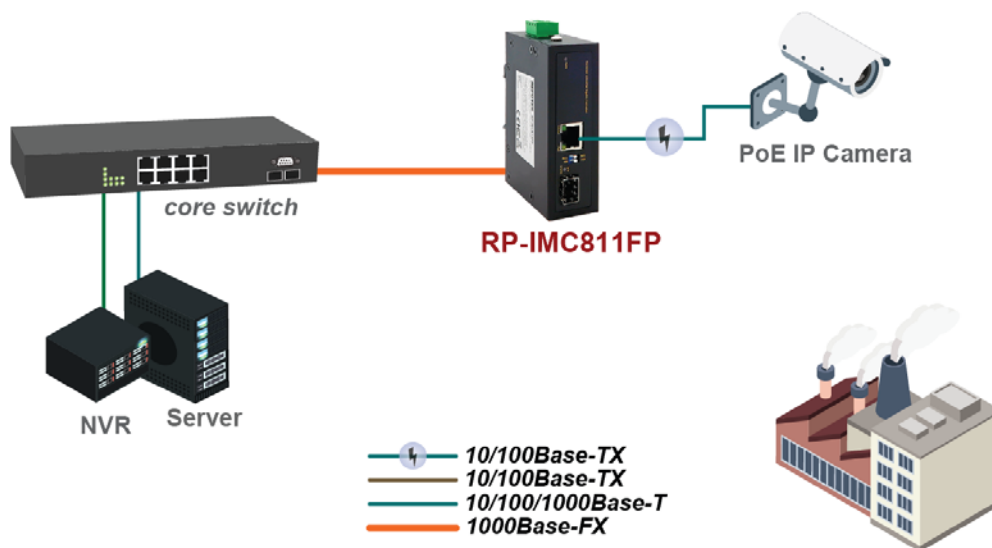 PoE IP Camera
core switch
RP-IMC811FP
NVR
Server
10/100Base-TX
10/100Base-TX
10/100/1000Base-T
1000Base-FX